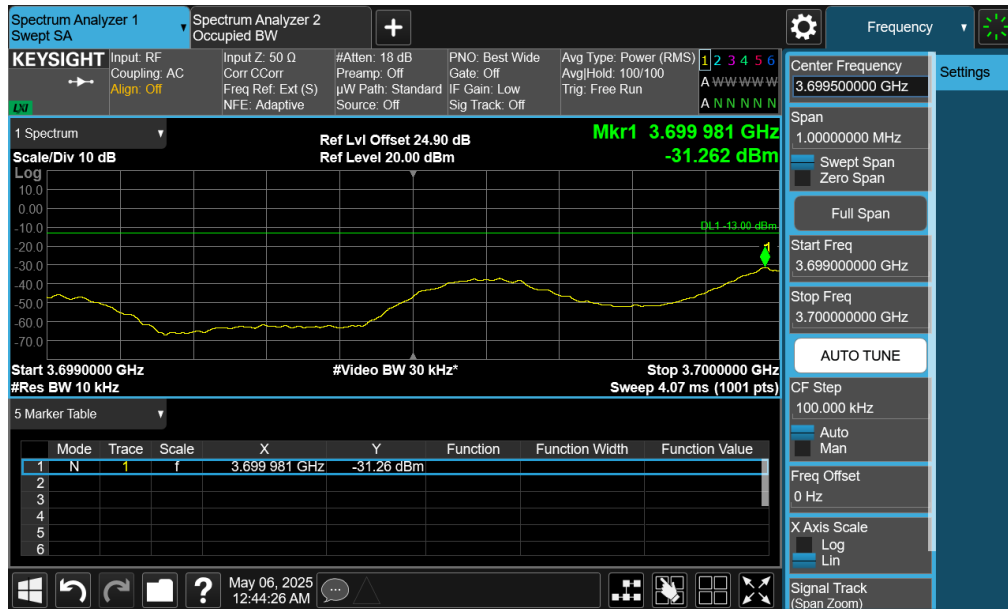 Spectrum Analyzer 1
Swept SA
Spectrum Analyzer 2
Occupied BW
Frequency
KEYSIGHT
LXI
Input: RF
Coupling: AC
Align: Off
Input Z: 50 Ω
Corr CCorr
Freq Ref: Ext (S)
NFE: Adaptive
#Atten: 18 dB
Preamp: Off
µW Path: Standard
Source: Off
PNO: Best Wide
Gate: Off
IF Gain: Low
Sig Track: Off
Avg Type: Power (RMS)
Avg|Hold: 100/100
Trig: Free Run
1 2 3 4 5 6
A W W W W W
A N N N N N
1 Spectrum
Scale/Div 10 dB
Ref Lvl Offset 24.90 dB
Ref Level 20.00 dBm
Mkr1 3.699 981 GHz
-31.262 dBm
Log
10.0
0.00
-10.0
-20.0
-30.0
-40.0
-50.0
-60.0
-70.0
DL1 -13.00 dBm
1
Start 3.6990000 GHz
#Res BW 10 kHz
#Video BW 30 kHz*
Stop 3.7000000 GHz
Sweep 4.07 ms (1001 pts)
5 Marker Table
Mode Trace Scale X Y Function Function Width Function Value
1 N 1 f 3.699 981 GHz -31.26 dBm
2
3
4
5
6
Center Frequency
3.699500000 GHz
Span
1.00000000 MHz
Swept Span
Zero Span
Full Span
Start Freq
3.699000000 GHz
Stop Freq
3.700000000 GHz
AUTO TUNE
CF Step
100.000 kHz
Auto
Man
Freq Offset
0 Hz
X Axis Scale
Log
Lin
Signal Track
(Span Zoom)
Settings
?
May 06, 2025
12:44:26 AM